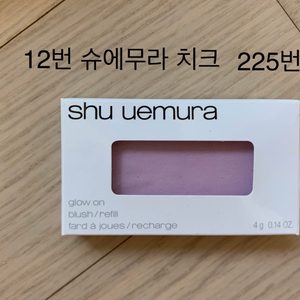 12번 슈에무라 치크 225번
shu uemura
glow on
blush/refill
fard à joues/recharge
4 g 0.14 OZ.